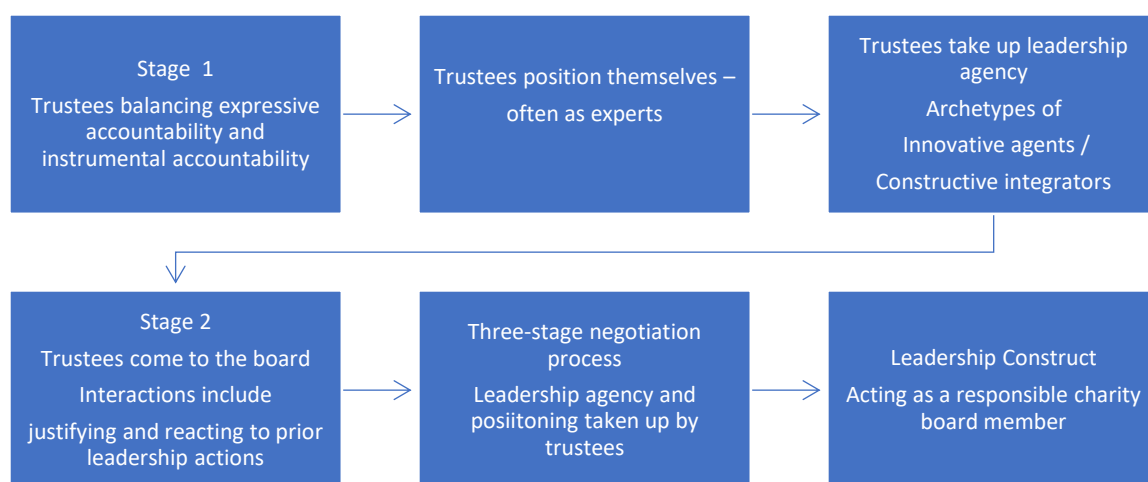 Stage 1
Trustees balancing expressive
accountability and
instrumental accountability
Trustees position themselves –
often as experts
Trustees take up leadership
agency
Archetypes of
Innovative agents /
Constructive integrators
Stage 2
Trustees come to the board
Interactions include
justifying and reacting to prior
leadership actions
Three-stage negotiation
process
Leadership agency and
posiitoning taken up by
trustees
Leadership Construct
Acting as a responsible charity
board member